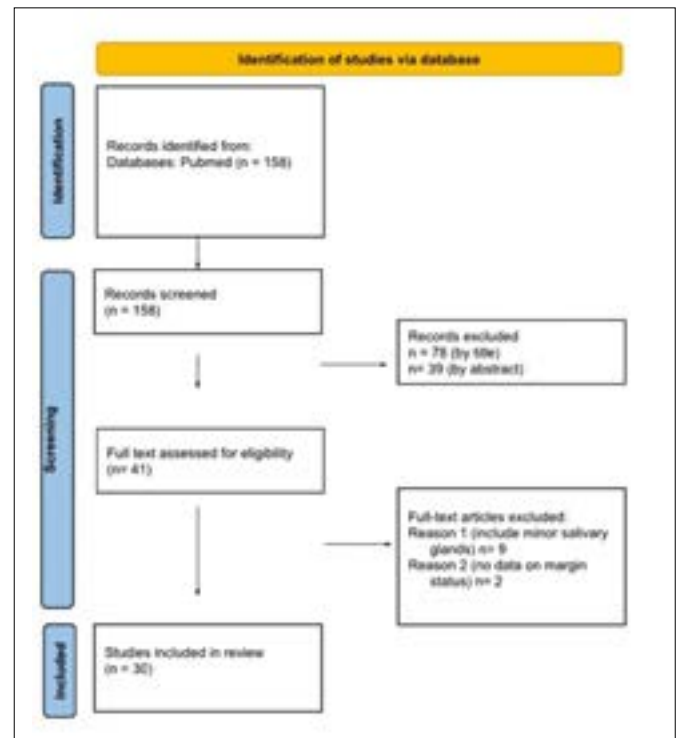 Identification of studies via database
Identification
Records identified from:
Databases: Pubmed (n = 158)
Screening
Records screened
(n = 158)
Records excluded
n = 78 (by title)
n= 39 (by abstract)
Full text assessed for eligibility
(n= 41)
Full-text articles excluded:
Reason 1 (include minor salivary
glands) n= 9
Reason 2 (no data on margin
status) n= 2
Included
Studies included in review
(n = 30)